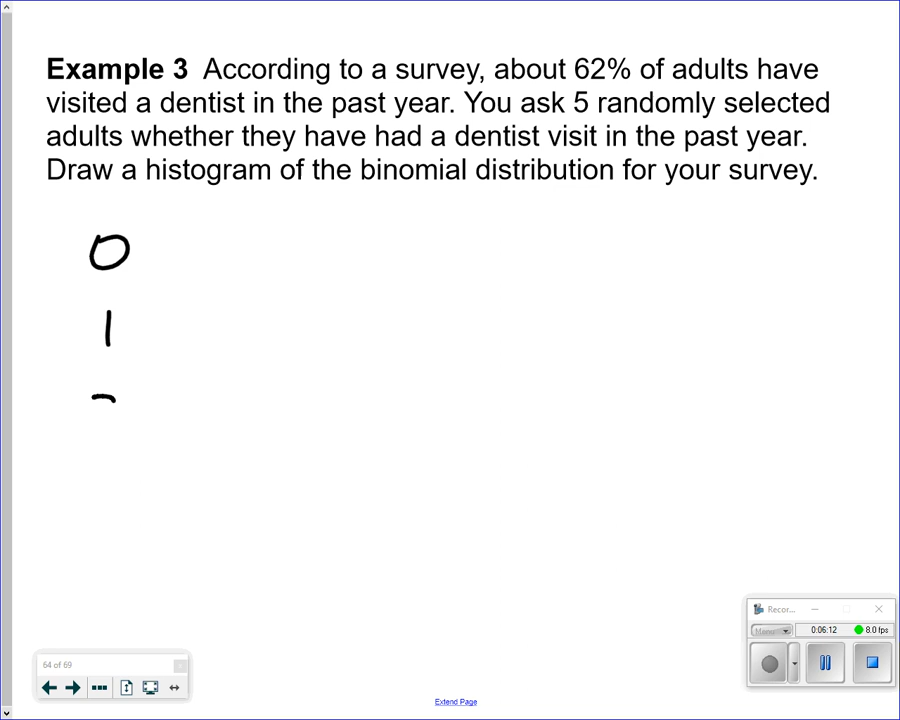 Example 3 According to a survey, about 62% of adults have
visited a dentist in the past year. You ask 5 randomly selected
adults whether they have had a dentist visit in the past year.
Draw a histogram of the binomial distribution for your survey.
0
1
Recor...
0:06:12 8.0 fps
64 of 69
Extend Page